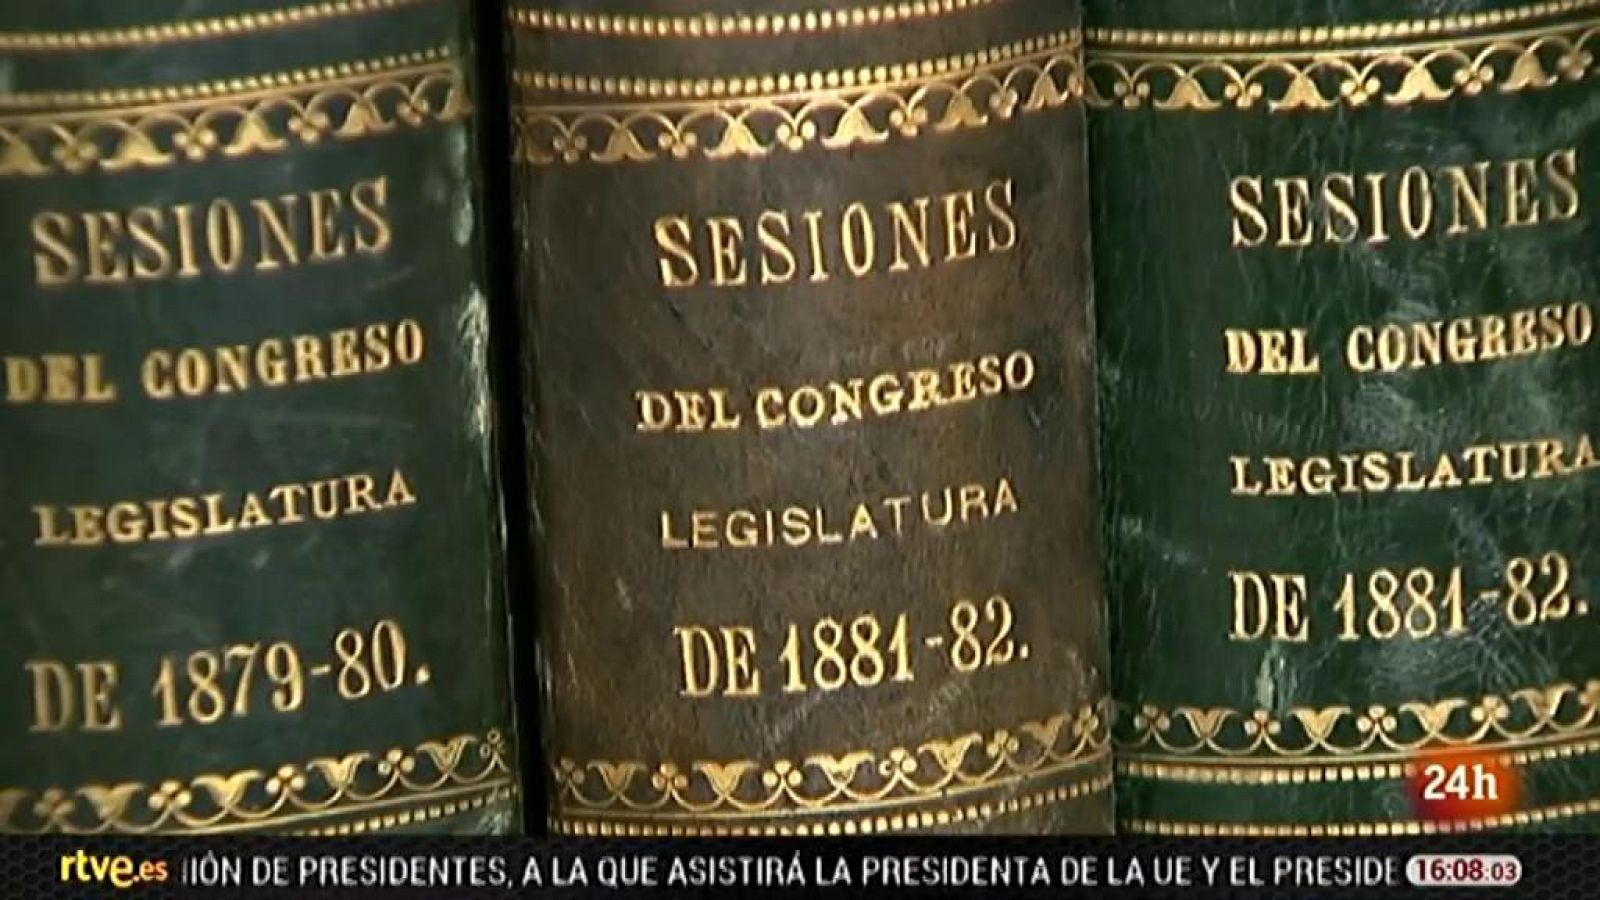 SESIONES
DEL CONGRESO
LEGISLATURA
DE 1879-80.
SESIONES
DEL CONGRESO
LEGISLATURA
DE 1881-82.
SESIONES
DEL CONGRESO
LEGISLATURA
DE 1881-82.
24h
rtve.es IÓN DE PRESIDENTES, A LA QUE ASISTIRÁ LA PRESIDENTA DE LA UE Y EL PRESIDE 16:08:03